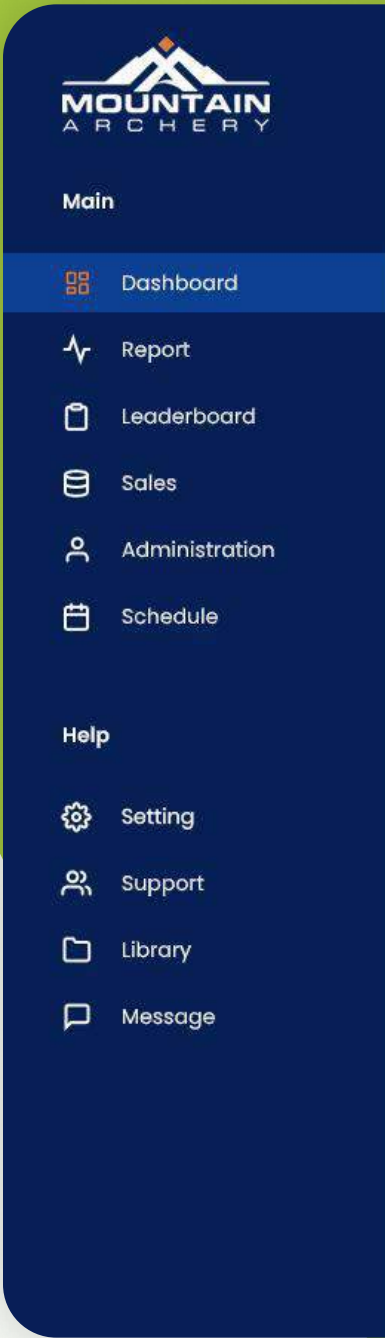 MOUNTAIN
ARCHERY
Main
Dashboard
Report
Leaderboard
Sales
Administration
Schedule
Help
Setting
Support
Library
Message